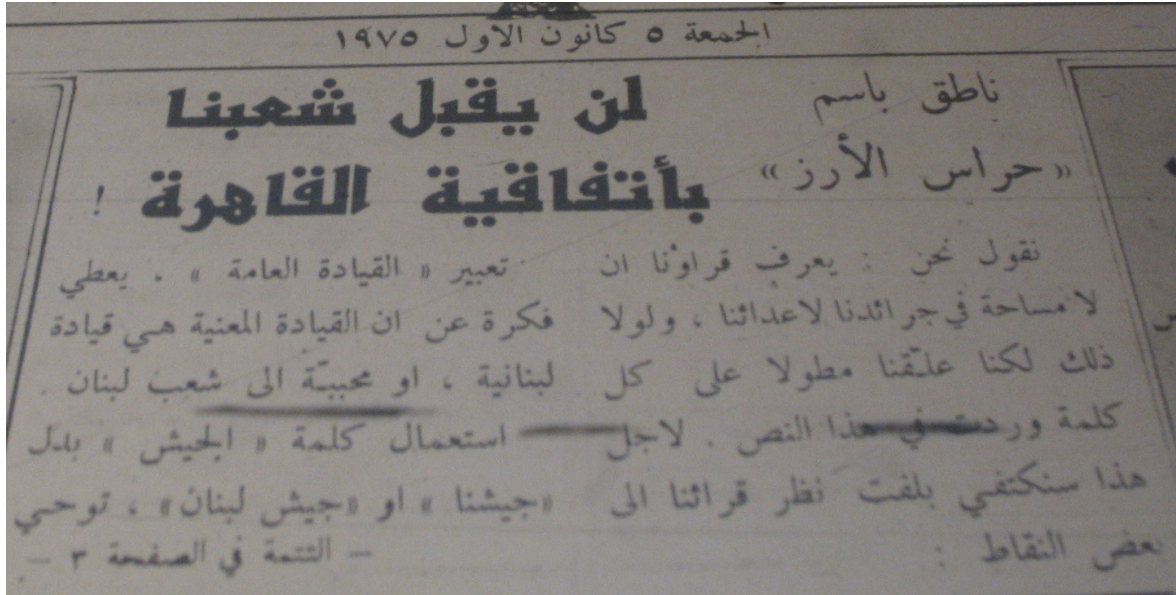 الجمعة ٥ كانون الاول ١٩٧٥
ناطق باسم
«حراس الأرز»
لن يقبل شعبنا
بأتفاقية القاهرة !
نقول نحن : يعرف قراؤنا ان
لا مساحة في جرائدنا لاعدائنا ، ولولا
ذلك لكنا علّقنا مطولا على كل
كلمة وردت في هذا النص . لاجل
هذا سنكتفي بلفت نظر قرائنا الى
بعض النقاط :
تعبير « القيادة العامة » . يعطي
فكرة عن ان القيادة المعنية هي قيادة
لبنانية ، او محببّة الى شعب لبنان .
استعمال كلمة « الجيش » بدل
«جيشنا » او «جيش لبنان» ، توحي
— التتمة في الصفحة ٣ —